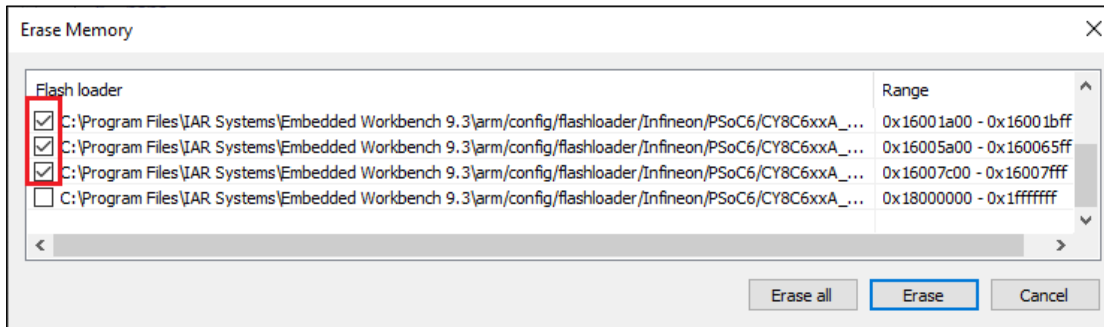 Erase Memory
Flash loader Range
C:\Program Files\IAR Systems\Embedded Workbench 9.3\arm/config/flashloader/Infineon/PSoC6/CY8C6xxA_... 0x16001a00 - 0x16001bff
C:\Program Files\IAR Systems\Embedded Workbench 9.3\arm/config/flashloader/Infineon/PSoC6/CY8C6xxA_... 0x16005a00 - 0x160065ff
C:\Program Files\IAR Systems\Embedded Workbench 9.3\arm/config/flashloader/Infineon/PSoC6/CY8C6xxA_... 0x16007c00 - 0x16007fff
C:\Program Files\IAR Systems\Embedded Workbench 9.3\arm/config/flashloader/Infineon/PSoC6/CY8C6xxA_... 0x18000000 - 0x1fffffff
Erase all Erase Cancel